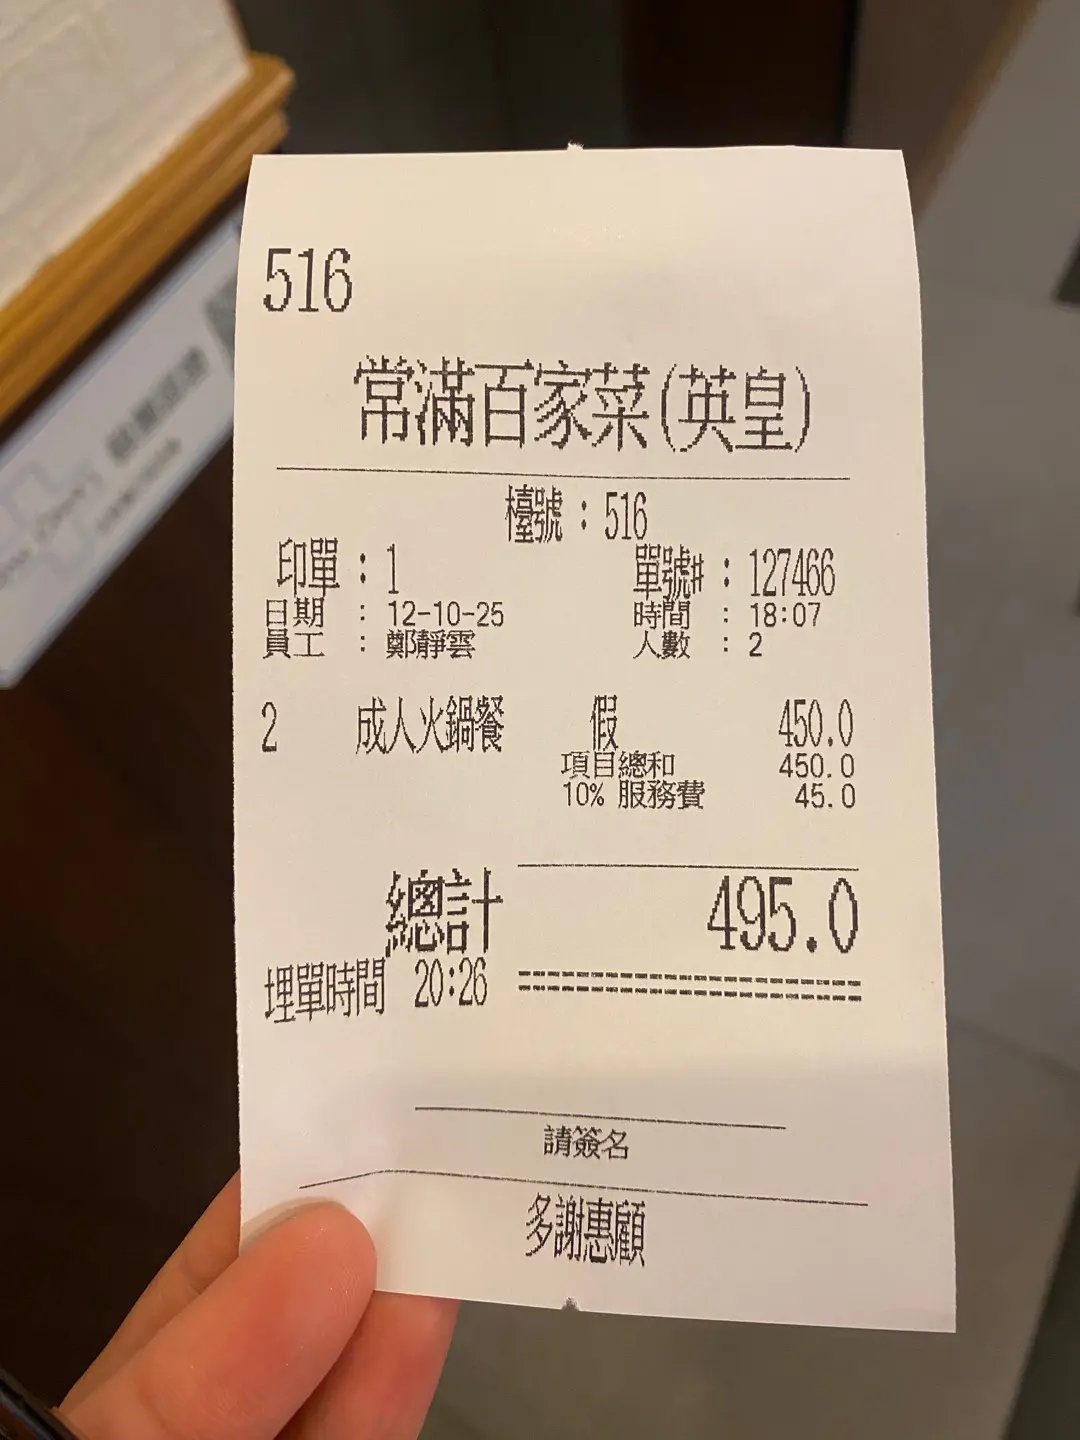 516
常滿百家菜(英皇)
檯號 : 516
印單 : 1 單號# : 127466
日期 : 12-10-25 時間 : 18:07
員工 : 鄭靜雲 人數 : 2
2 成人火鍋餐 假 450.0
項目總和 450.0
10% 服務費 45.0
總計 495.0
埋單時間 20:26
請簽名
多謝惠顧